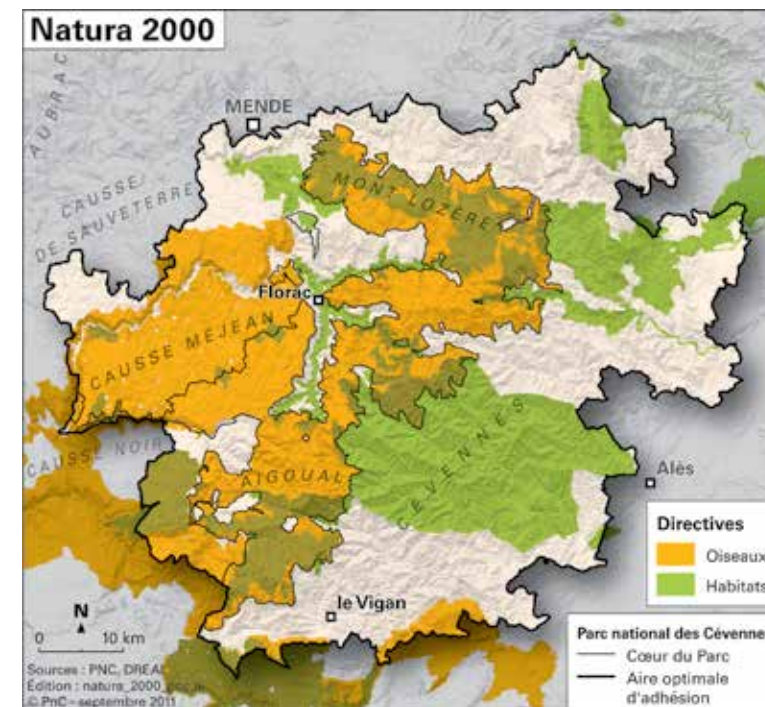 Natura 2000
MENDE
AUBRAC
CAUSSE
DE SAUVETERRE
MONT LOZÈRE
Florac
CAUSSE MÉJEAN
CAUSSE NOIR
AIGOUAL
CÉVENNES
Alès
le Vigan
N
0 10 km
Directives
Oiseaux
Habitats
Parc national des Cévenne
Cœur du Parc
Aire optimale
d'adhésion
Sources : PNC, DREAL
Édition : natura_2000
© PnC - septembre 2011